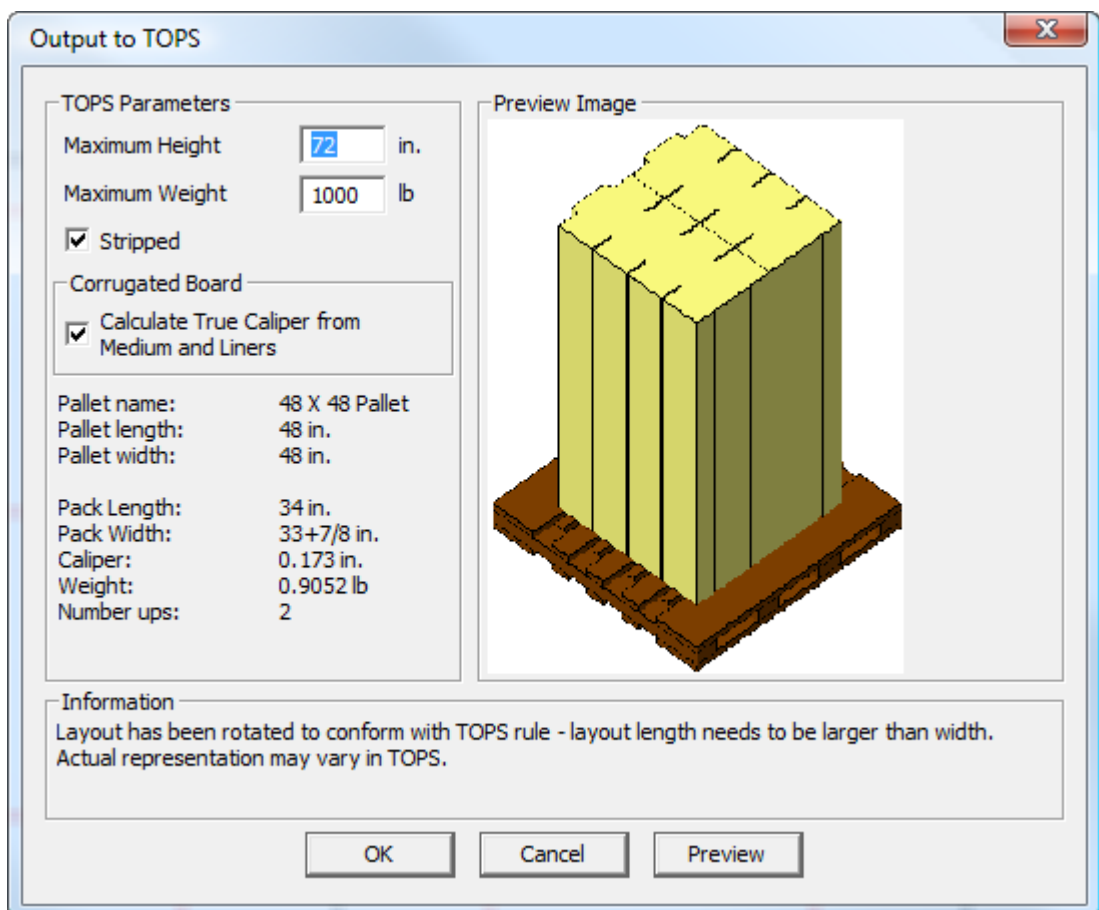 Output to TOPS
TOPS Parameters
Maximum Height 72 in.
Maximum Weight 1000 lb
Stripped
Corrugated Board
Calculate True Caliper from
Medium and Liners
Pallet name: 48 X 48 Pallet
Pallet length: 48 in.
Pallet width: 48 in.
Pack Length: 34 in.
Pack Width: 33+7/8 in.
Caliper: 0.173 in.
Weight: 0.9052 lb
Number ups: 2
Preview Image
Information
Layout has been rotated to conform with TOPS rule - layout length needs to be larger than width.
Actual representation may vary in TOPS.
OK Cancel Preview